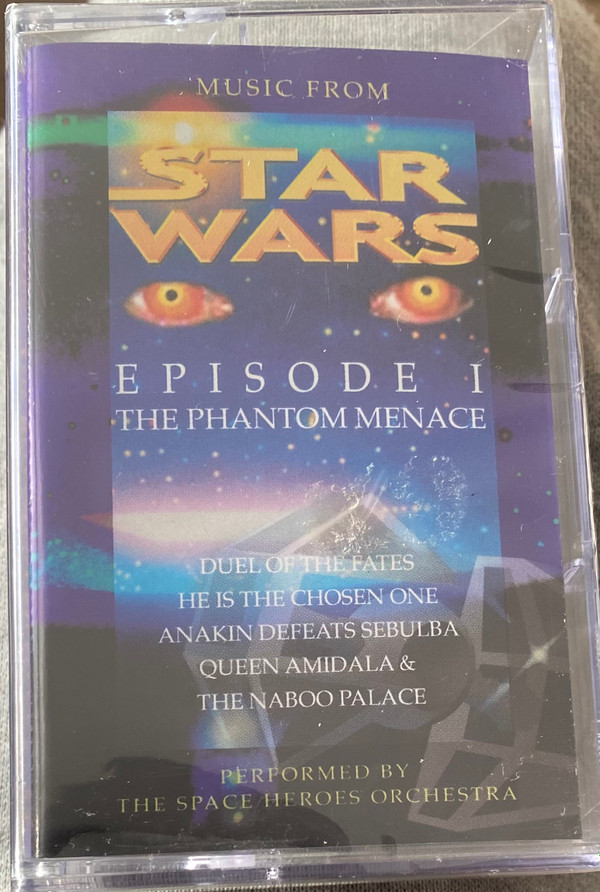 MUSIC FROM
STAR
WARS
EPISODE I
THE PHANTOM MENACE
DUEL OF THE FATES
HE IS THE CHOSEN ONE
ANAKIN DEFEATS SEBULBA
QUEEN AMIDALA &
THE NABOO PALACE
PERFORMED BY
THE SPACE HEROES ORCHESTRA